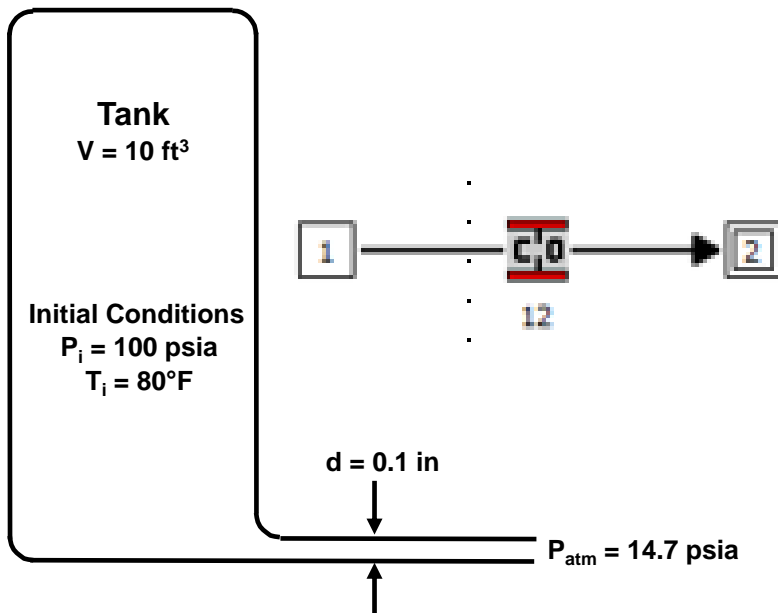 Tank
V = 10 ft³
1
C O
2
12
Initial Conditions
Pᵢ = 100 psia
Tᵢ = 80°F
d = 0.1 in
Pₐₜₘ = 14.7 psia